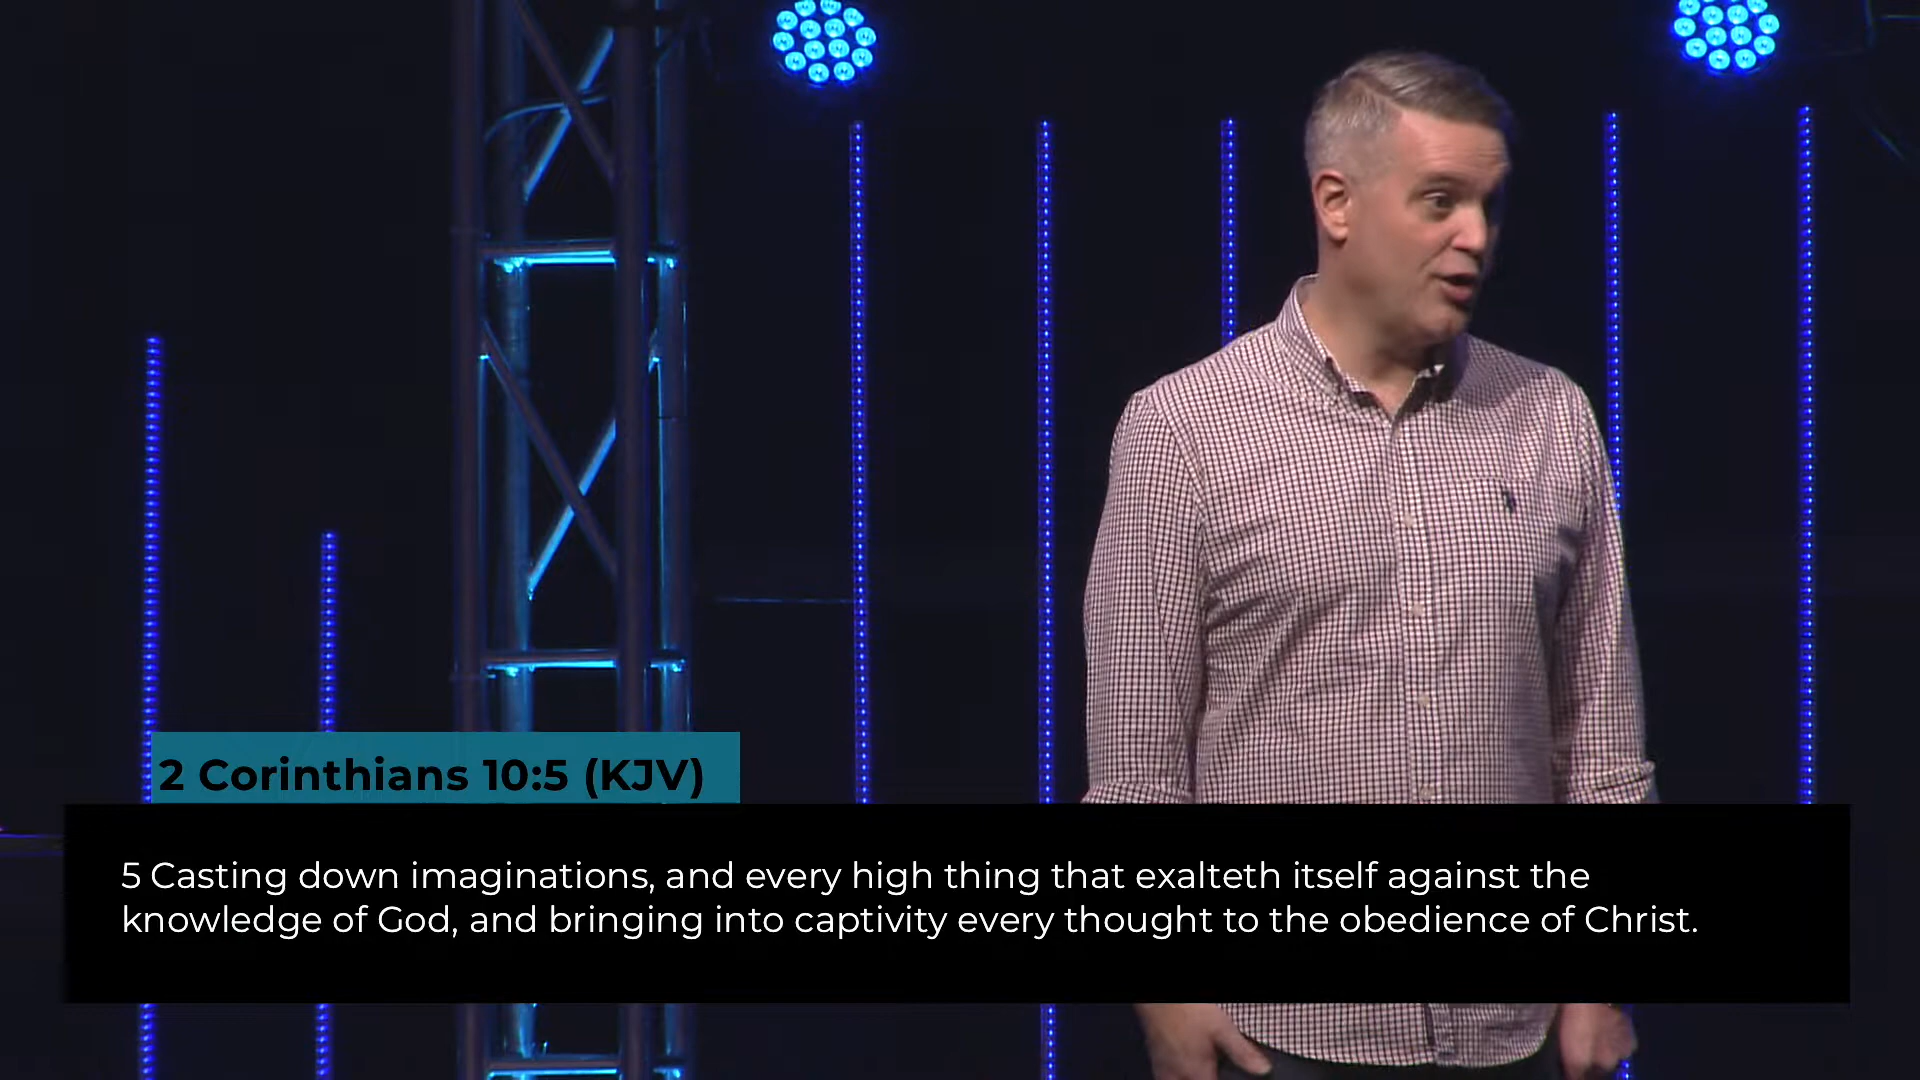 2 Corinthians 10:5 (KJV)
5 Casting down imaginations, and every high thing that exalteth itself against the
knowledge of God, and bringing into captivity every thought to the obedience of Christ.